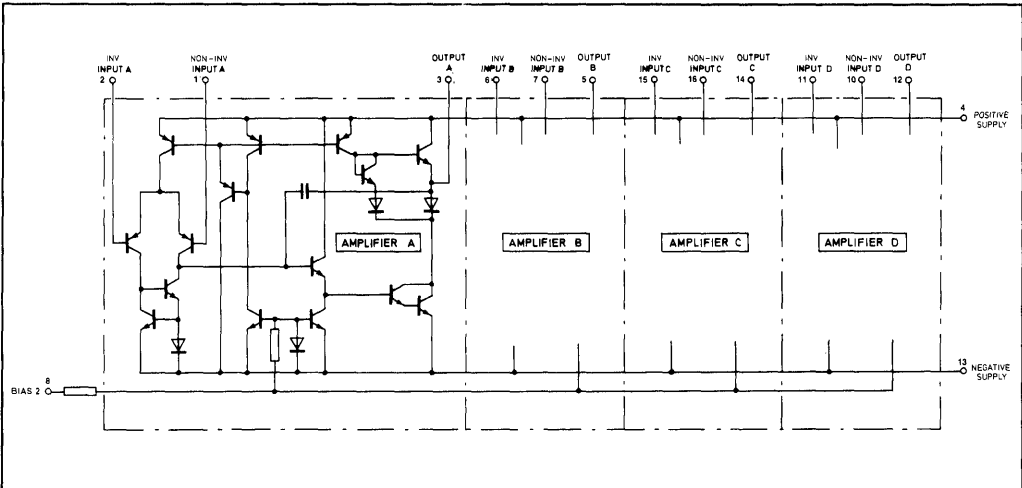 INV
INPUT A
2
NON-INV
INPUT A
1
OUTPUT
A
3
INV
INPUT B
6
NON-INV
INPUT B
7
OUTPUT
B
5
INV
INPUT C
15
NON-INV
INPUT C
16
OUTPUT
C
14
INV
INPUT D
11
NON-INV
INPUT D
10
OUTPUT
D
12
4
POSITIVE
SUPPLY
AMPLIFIER A
AMPLIFIER B
AMPLIFIER C
AMPLIFIER D
13
NEGATIVE
SUPPLY
8
BIAS 2